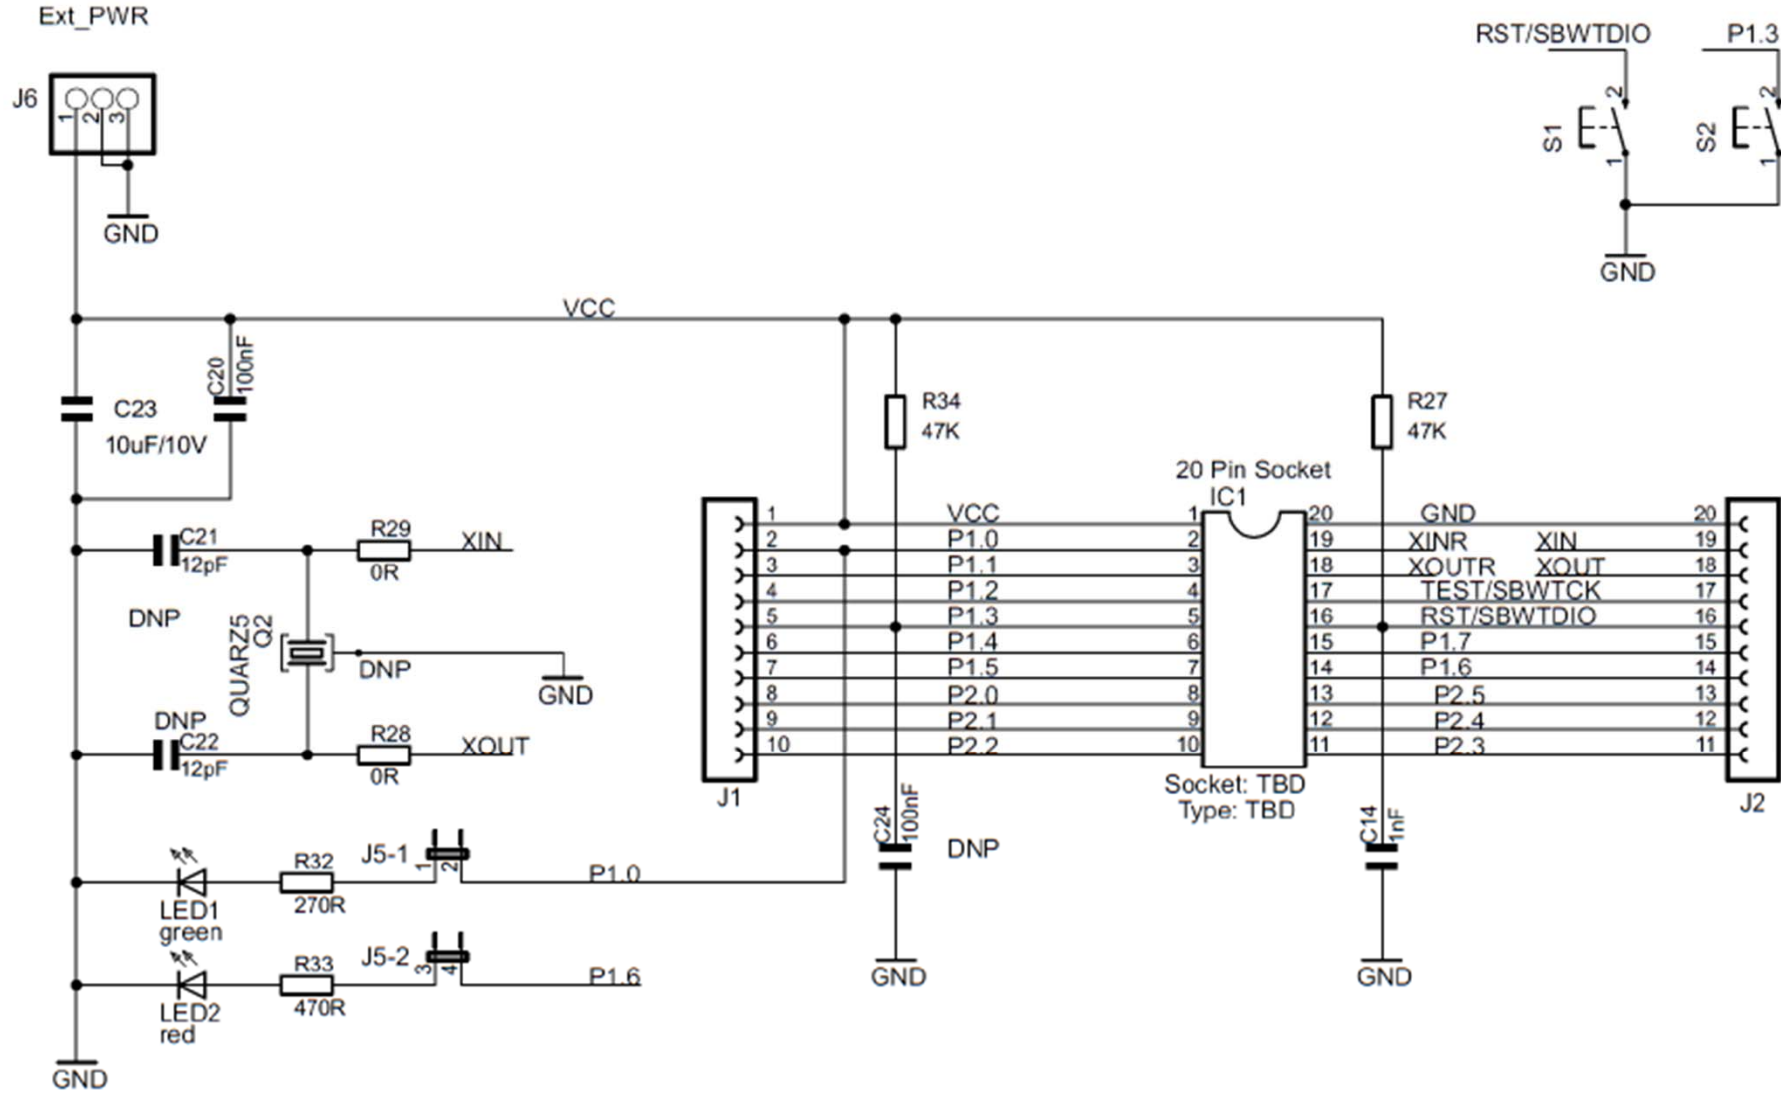 Ext_PWR
RST/SBWTDIO P1.3
J6
1 2 3
GND
S1 2 1
S2 2 1
GND
VCC
C20 100nF
C23
10uF/10V
R34
47K
R27
47K
20 Pin Socket
IC1
C21
12pF
R29
0R
XIN
DNP
QUARZ5
Q2
DNP
GND
DNP
C22
12pF
R28
0R
XOUT
1 VCC 1 20 GND 20
2 P1.0 2 19 XINR XIN 19
3 P1.1 3 18 XOUTR XOUT 18
4 P1.2 4 17 TEST/SBWTCK 17
5 P1.3 5 16 RST/SBWTDIO 16
6 P1.4 6 15 P1.7 15
7 P1.5 7 14 P1.6 14
8 P2.0 8 13 P2.5 13
9 P2.1 9 12 P2.4 12
10 P2.2 10 11 P2.3 11
J1
Socket: TBD
Type: TBD
J2
C24 100nF
DNP
C14 1nF
GND
GND
LED1
green
R32
270R
J5-1
1 2
P1.0
LED2
red
R33
470R
J5-2
3 4
P1.6
GND